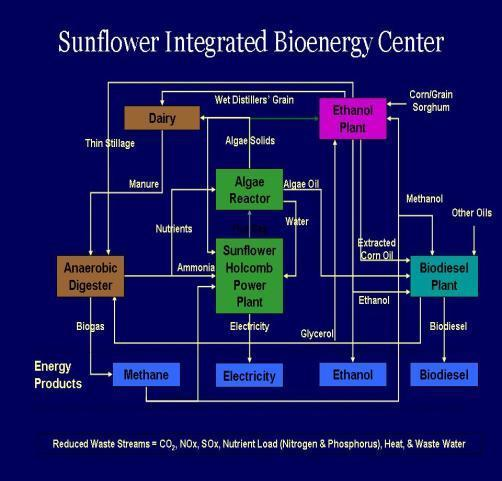 Sunflower Integrated Bioenergy Center
Wet Distillers' Grain
Corn/Grain
Sorghum
Dairy
Ethanol
Plant
Thin Stillage
Algae Solids
Manure
Algae
Reactor
Algae Oil
Methanol
Other Oils
Nutrients
Water
Sunflower
Holcomb
Power
Plant
Extracted
Corn Oil
Anaerobic
Digester
Ammonia
Biodiesel
Plant
Ethanol
Biogas
Electricity
Glycerol
Biodiesel
Energy
Products
Methane
Electricity
Ethanol
Biodiesel
Reduced Waste Streams = CO2, NOx, SOx, Nutrient Load (Nitrogen & Phosphorus), Heat, & Waste Water